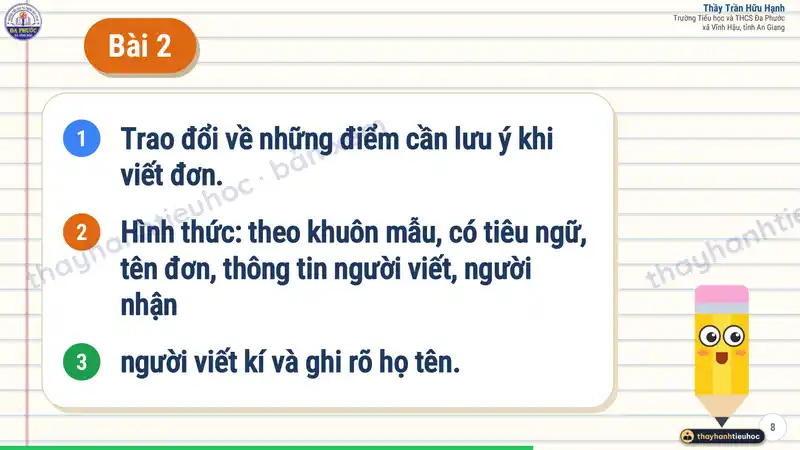 Thầy Trần Hữu Hạnh
Trường Tiểu học và THCS Đa Phước
xã Vĩnh Hậu, tỉnh An Giang
ĐA PHƯỚC
Bài 2
1 Trao đổi về những điểm cần lưu ý khi
viết đơn.
2 Hình thức: theo khuôn mẫu, có tiêu ngữ,
tên đơn, thông tin người viết, người
nhận
3 người viết kí và ghi rõ họ tên.
thayhanhtieuhoc
8